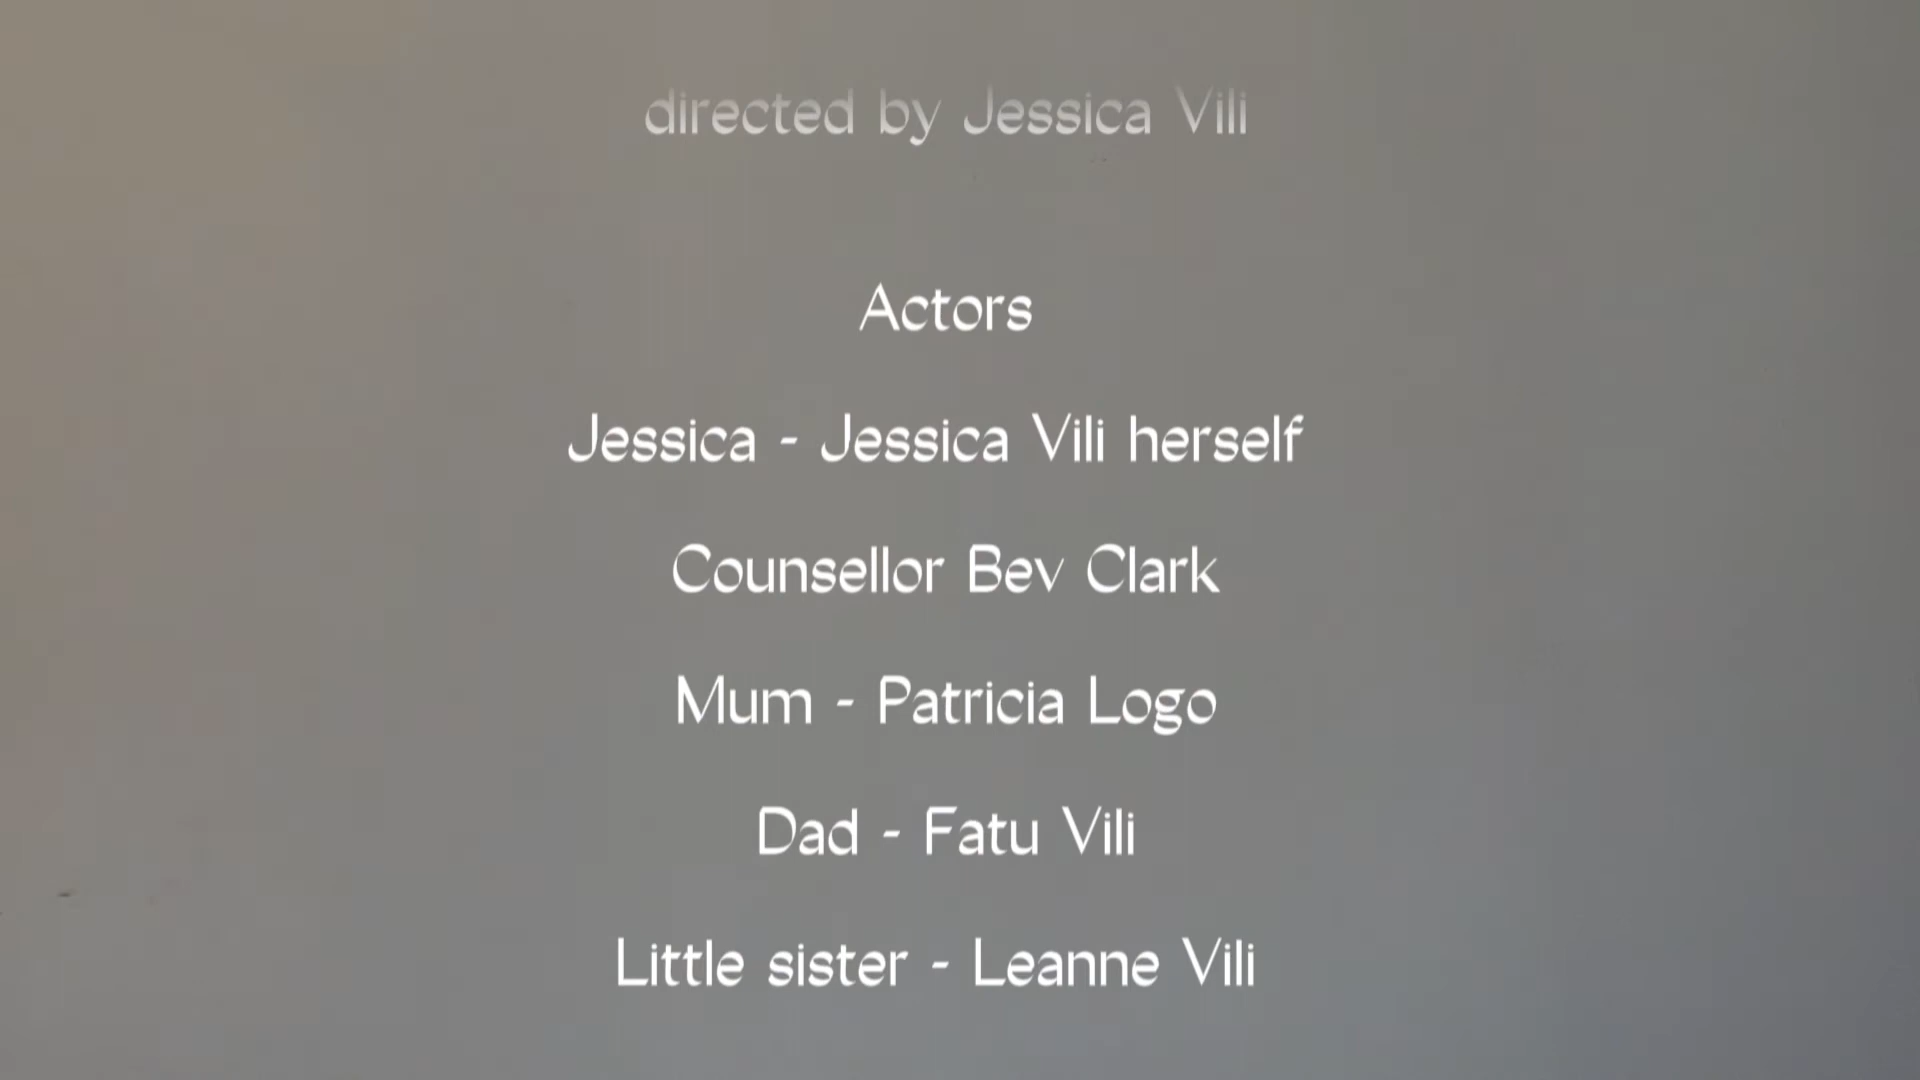 directed by Jessica Vili
Actors
Jessica - Jessica Vili herself
Counsellor Bev Clark
Mum - Patricia Logo
Dad - Fatu Vili
Little sister - Leanne Vili